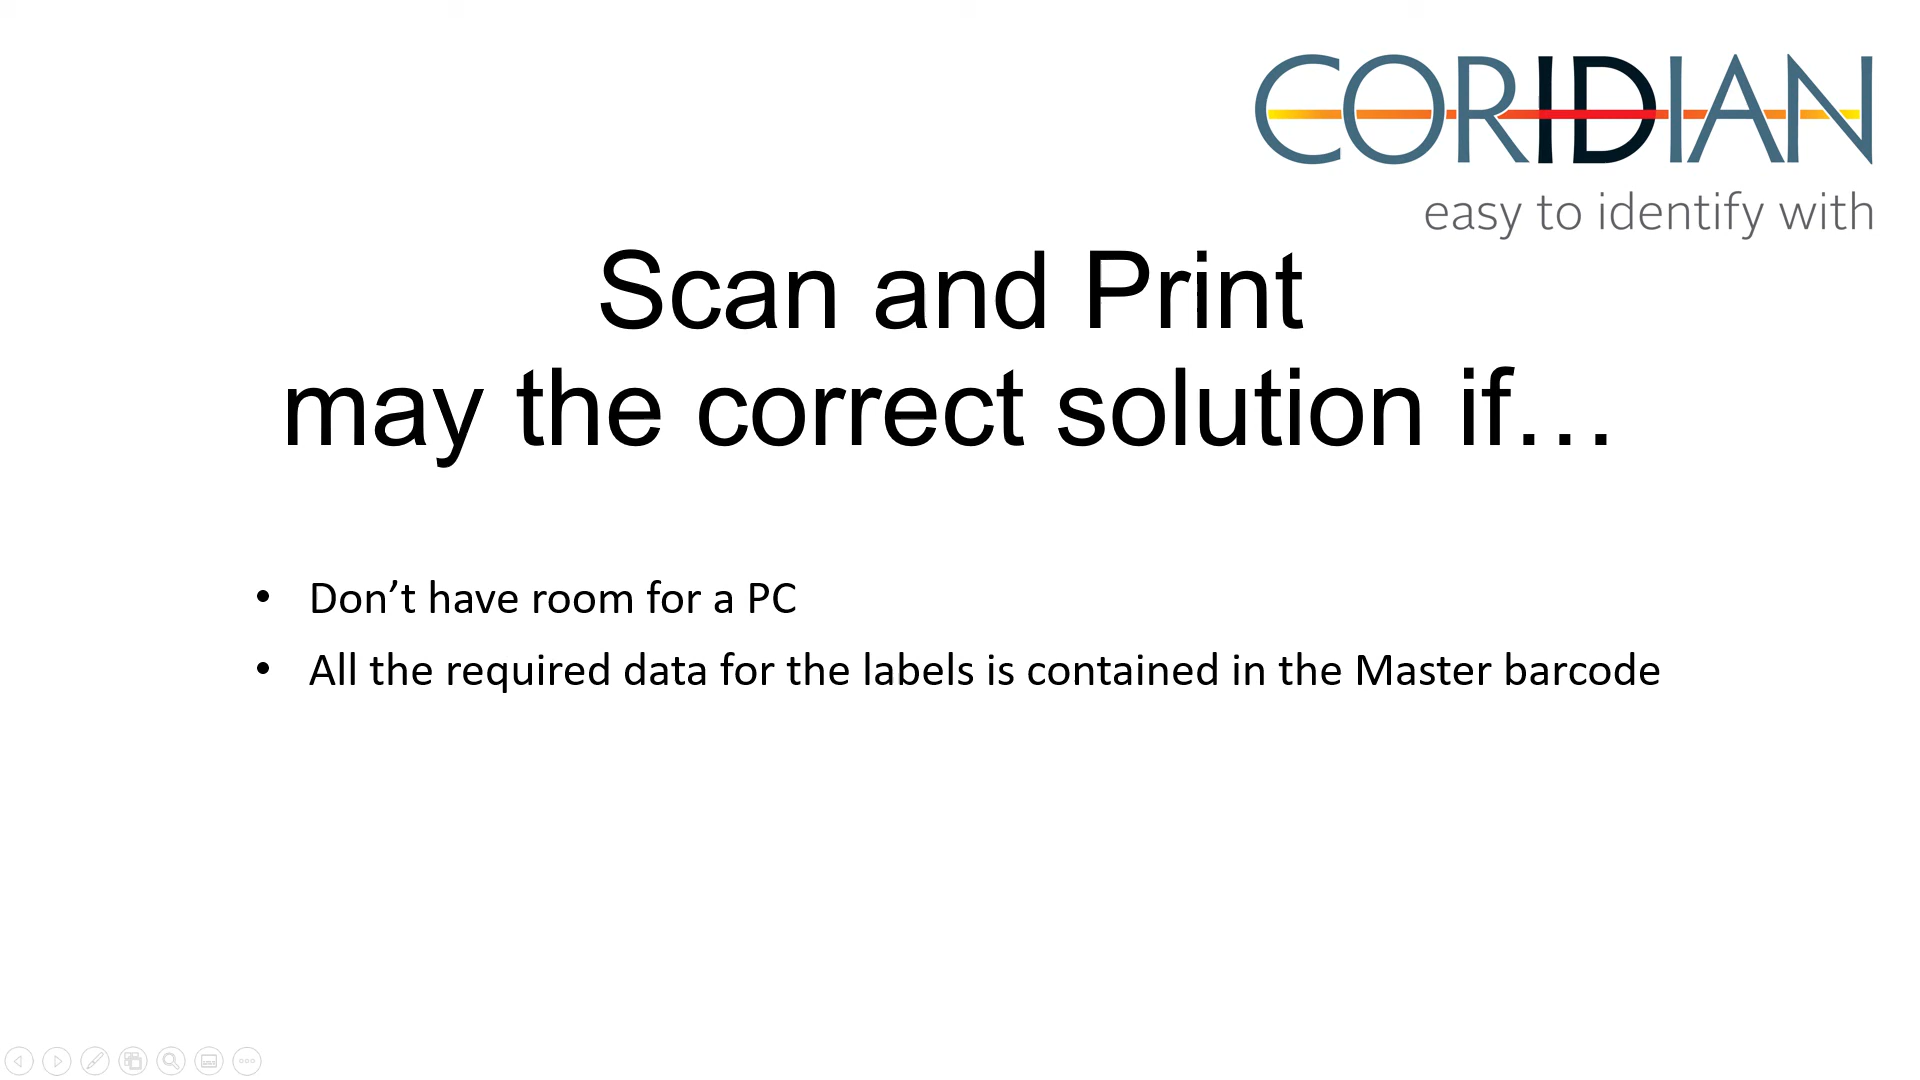 CORIDIAN
easy to identify with
Scan and Print
may the correct solution if…
• Don’t have room for a PC
• All the required data for the labels is contained in the Master barcode